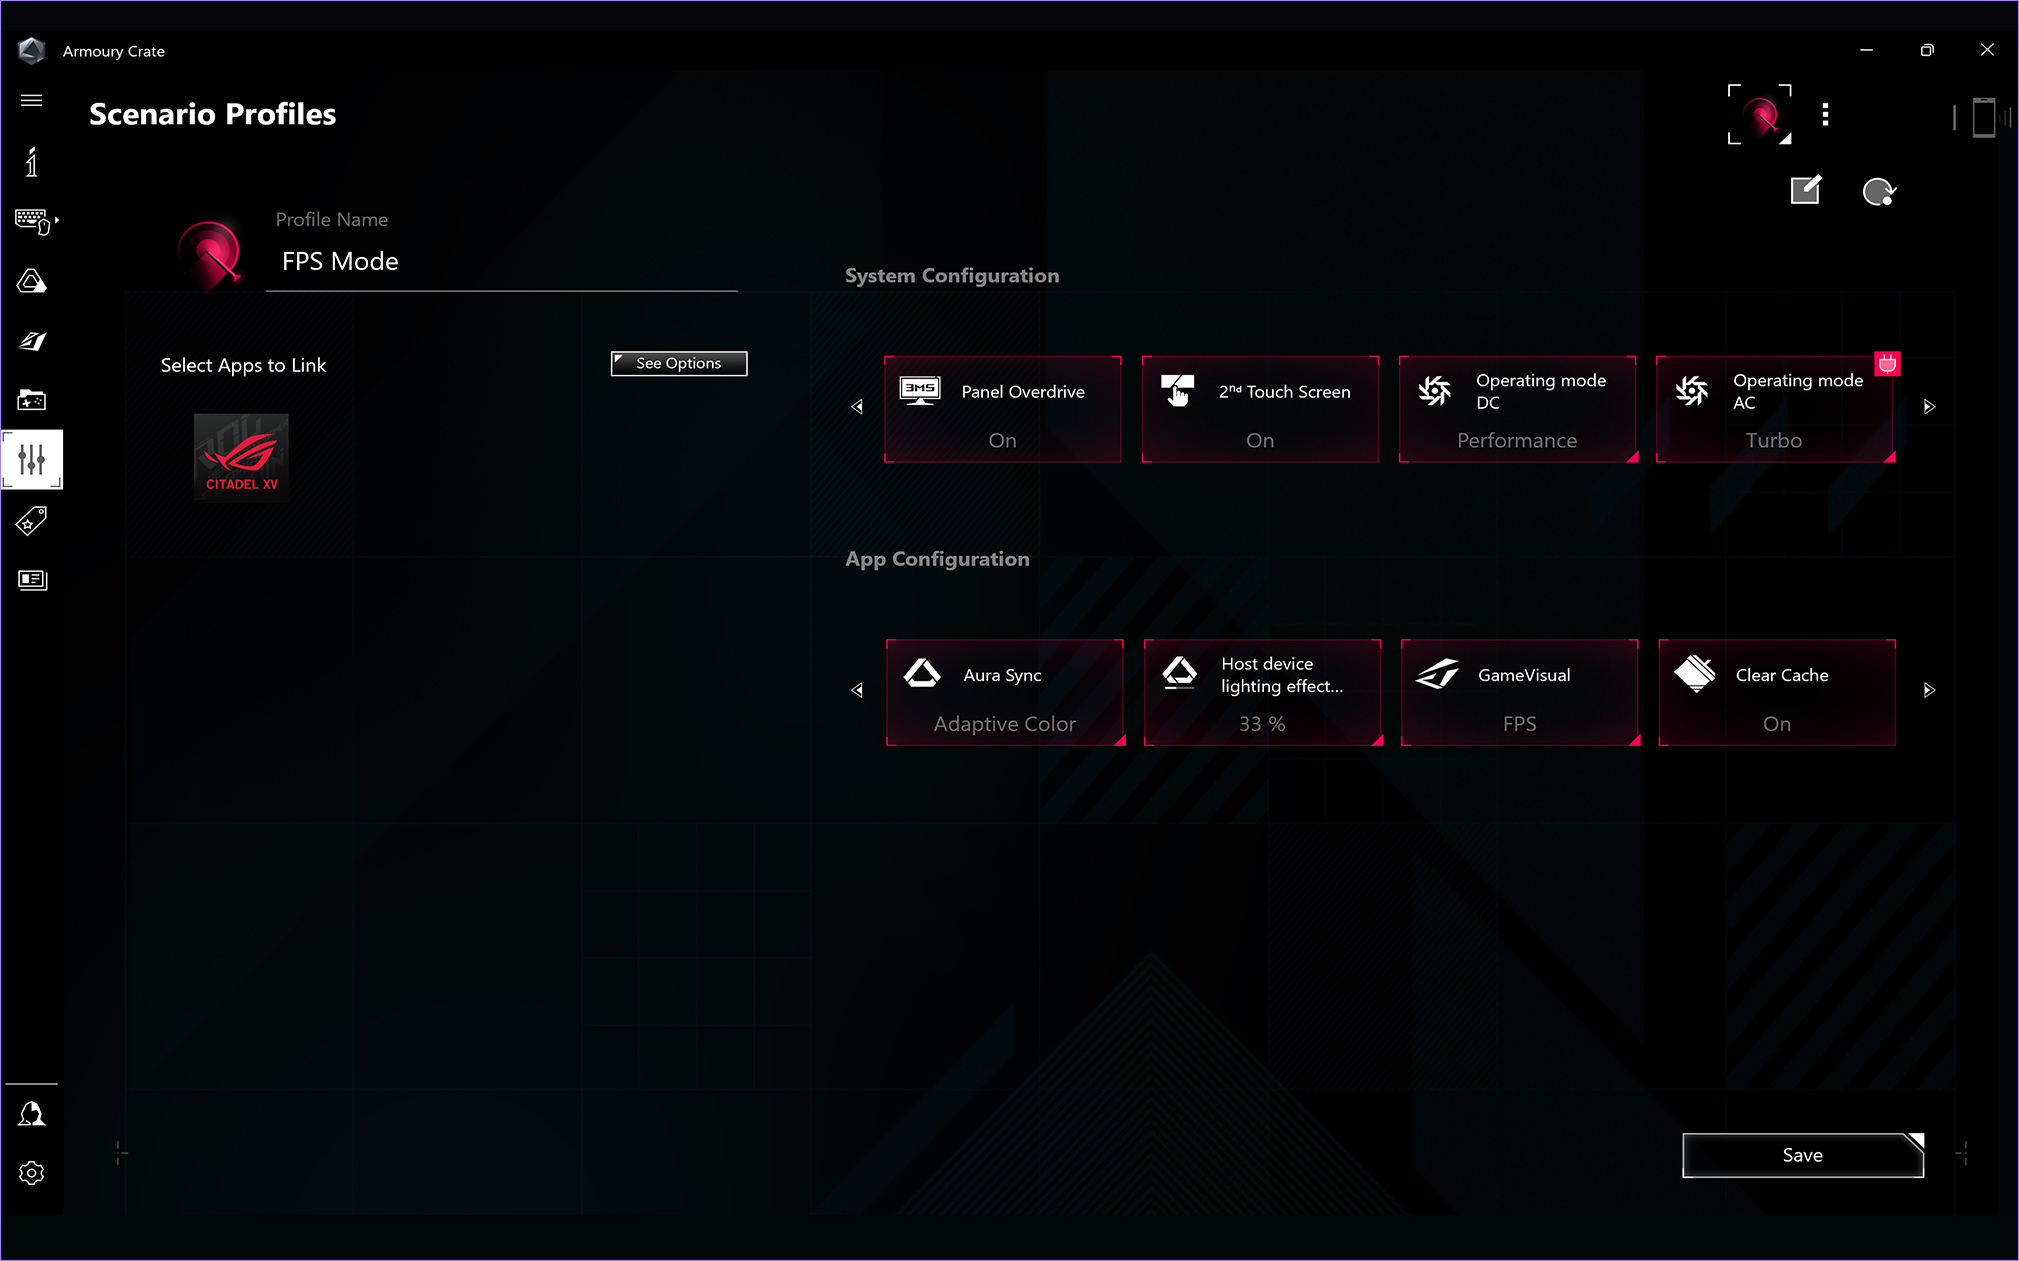 Armoury Crate
Scenario Profiles
Profile Name
FPS Mode
Select Apps to Link
See Options
CITADEL XV
System Configuration
3MS
Panel Overdrive
On
2nd Touch Screen
On
Operating mode
DC
Performance
Operating mode
AC
Turbo
App Configuration
Aura Sync
Adaptive Color
Host device
lighting effect...
33 %
GameVisual
FPS
Clear Cache
On
Save